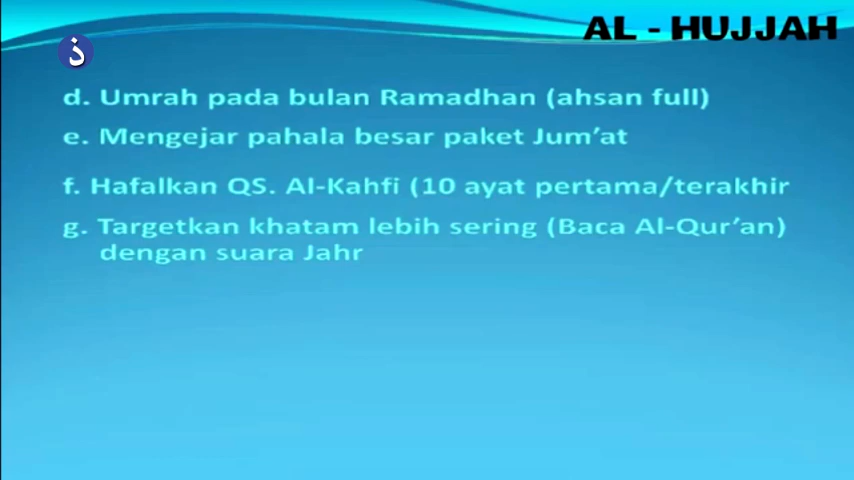 AL - HUJJAH
ذ
d. Umrah pada bulan Ramadhan (ahsan full)
e. Mengejar pahala besar paket Jum’at
f. Hafalkan QS. Al-Kahfi (10 ayat pertama/terakhir
g. Targetkan khatam lebih sering (Baca Al-Qur’an)
dengan suara Jahr